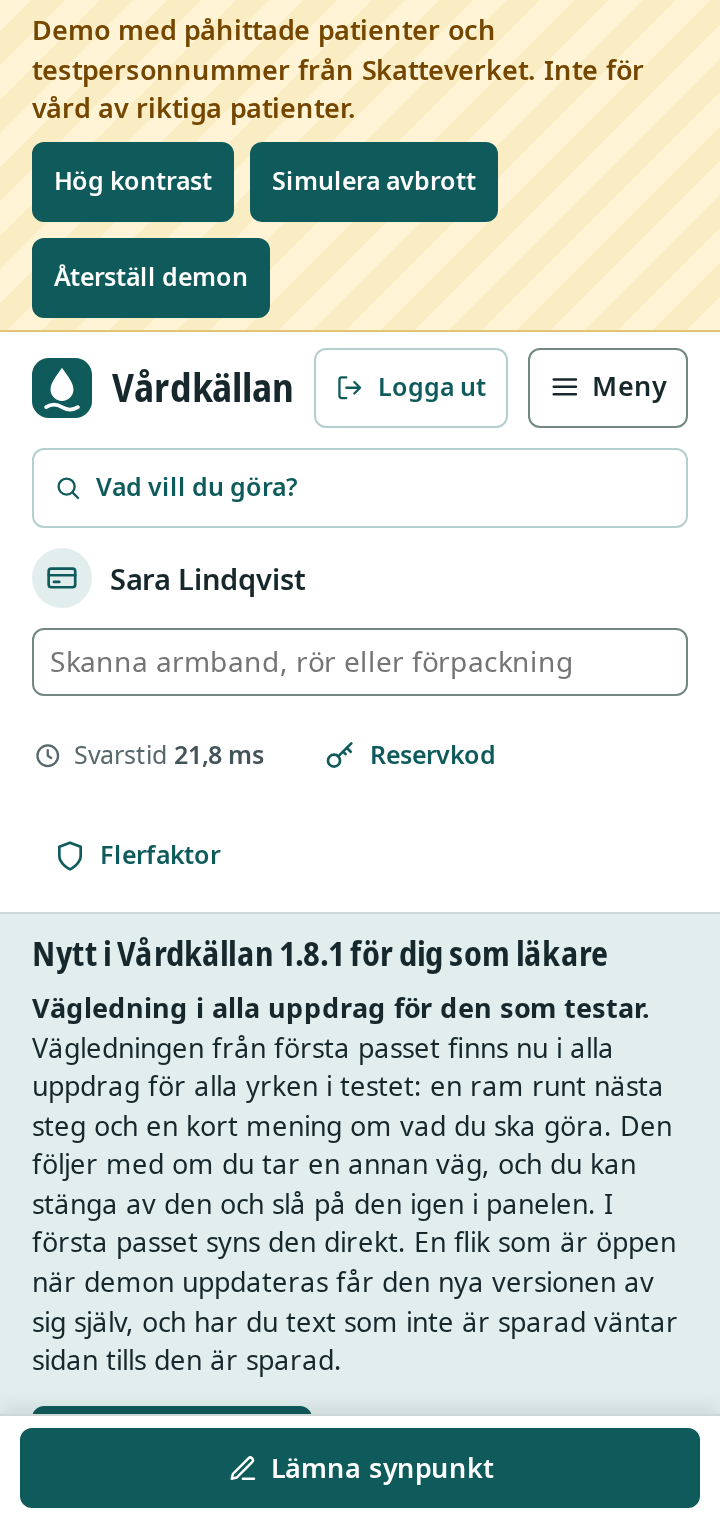 Demo med påhittade patienter och
testpersonnummer från Skatteverket. Inte för
vård av riktiga patienter.
Hög kontrast
Simulera avbrott
Återställ demon
Vårdkällan
Logga ut
Meny
Vad vill du göra?
Sara Lindqvist
Skanna armband, rör eller förpackning
Svarstid 21,8 ms
Reservkod
Flerfaktor
Nytt i Vårdkällan 1.8.1 för dig som läkare
Vägledning i alla uppdrag för den som testar.
Vägledningen från första passet finns nu i alla
uppdrag för alla yrken i testet: en ram runt nästa
steg och en kort mening om vad du ska göra. Den
följer med om du tar en annan väg, och du kan
stänga av den och slå på den igen i panelen. I
första passet syns den direkt. En flik som är öppen
när demon uppdateras får den nya versionen av
sig själv, och har du text som inte är sparad väntar
sidan tills den är sparad.
Lämna synpunkt